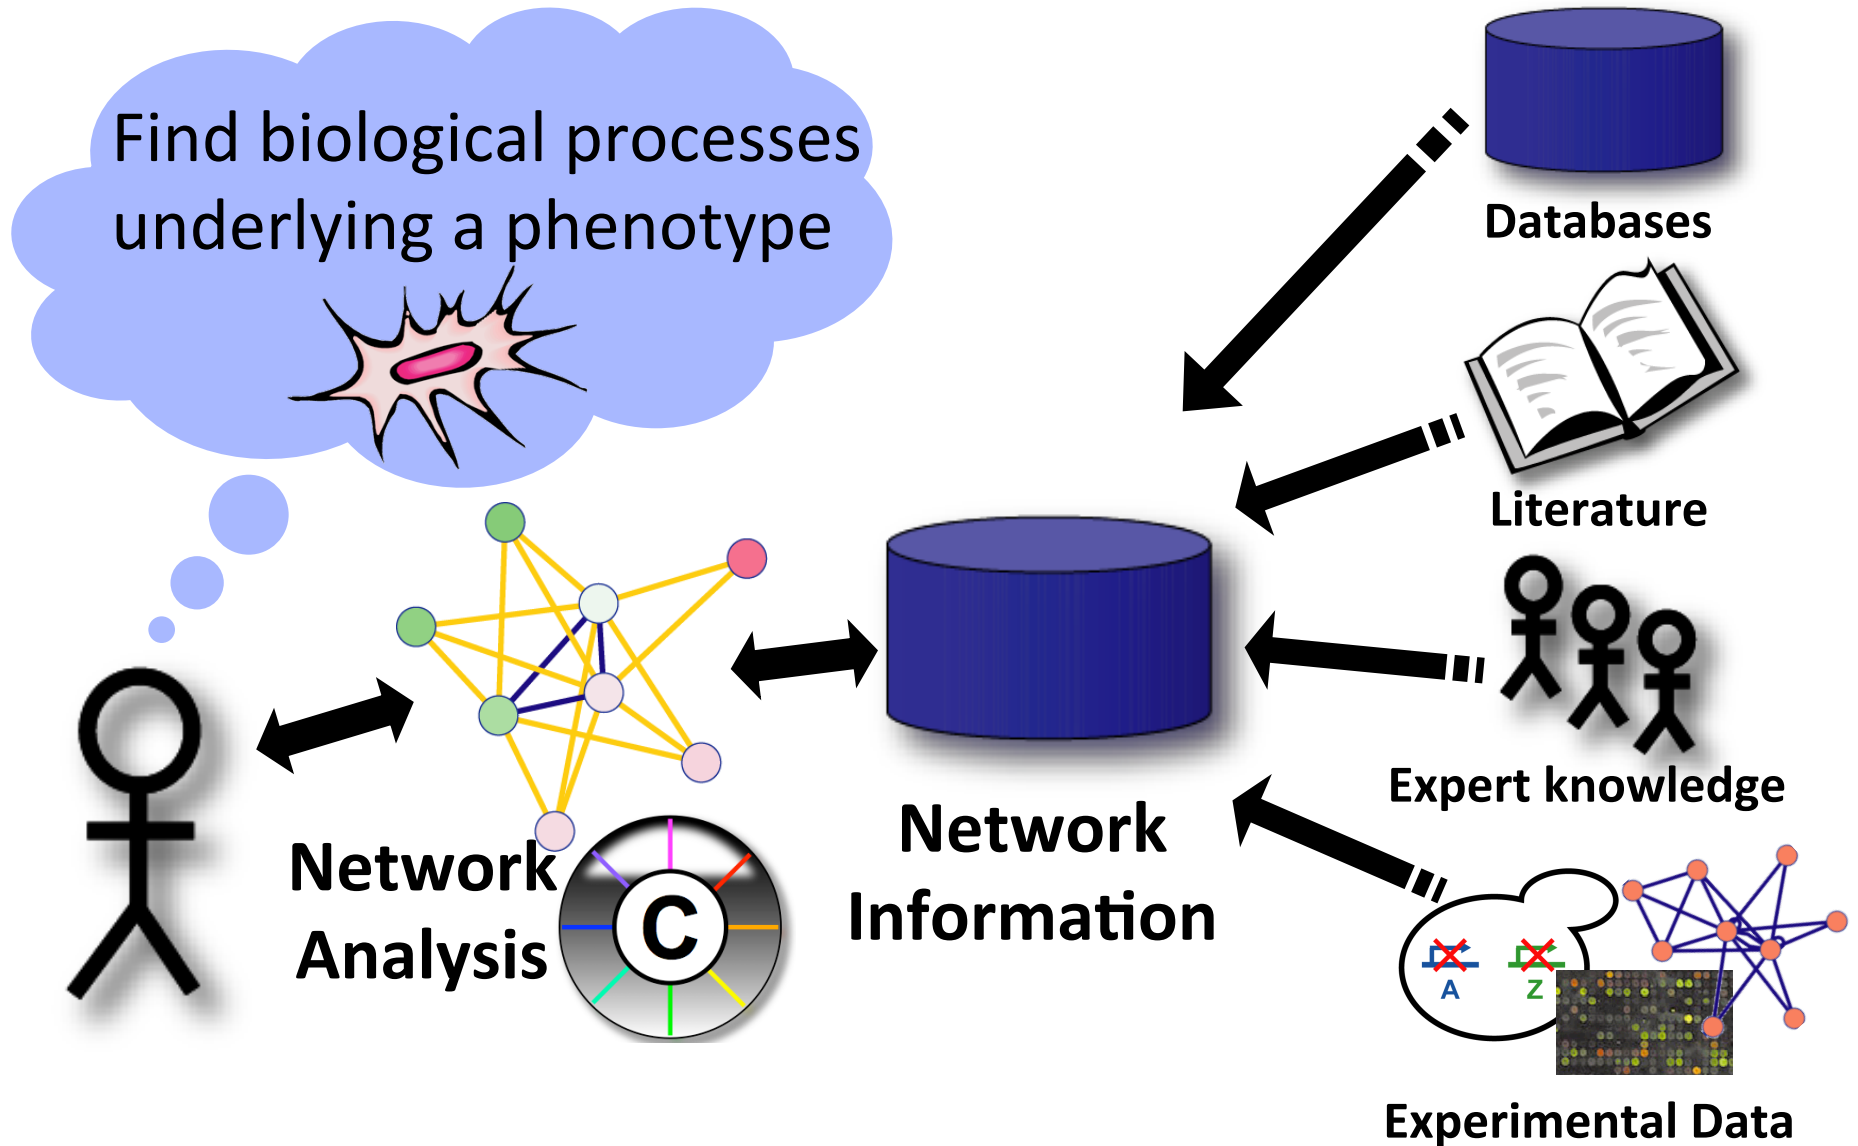 Find biological processes
underlying a phenotype
Databases
Literature
Expert knowledge
Network
Information
Network
Analysis
C
A
Z
Experimental Data